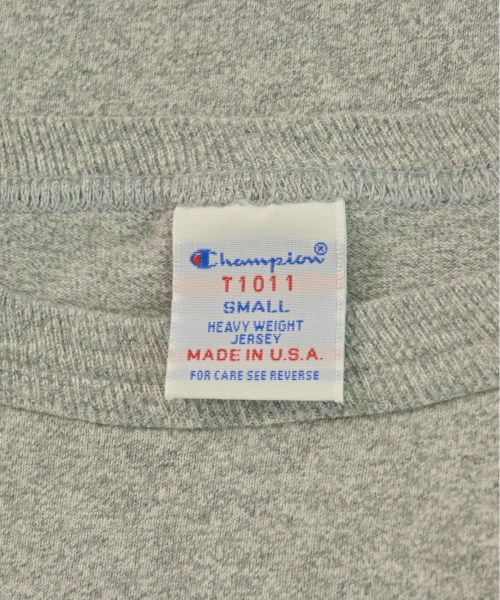 Champion®
T1011
SMALL
HEAVY WEIGHT
JERSEY
MADE IN U.S.A.
FOR CARE SEE REVERSE